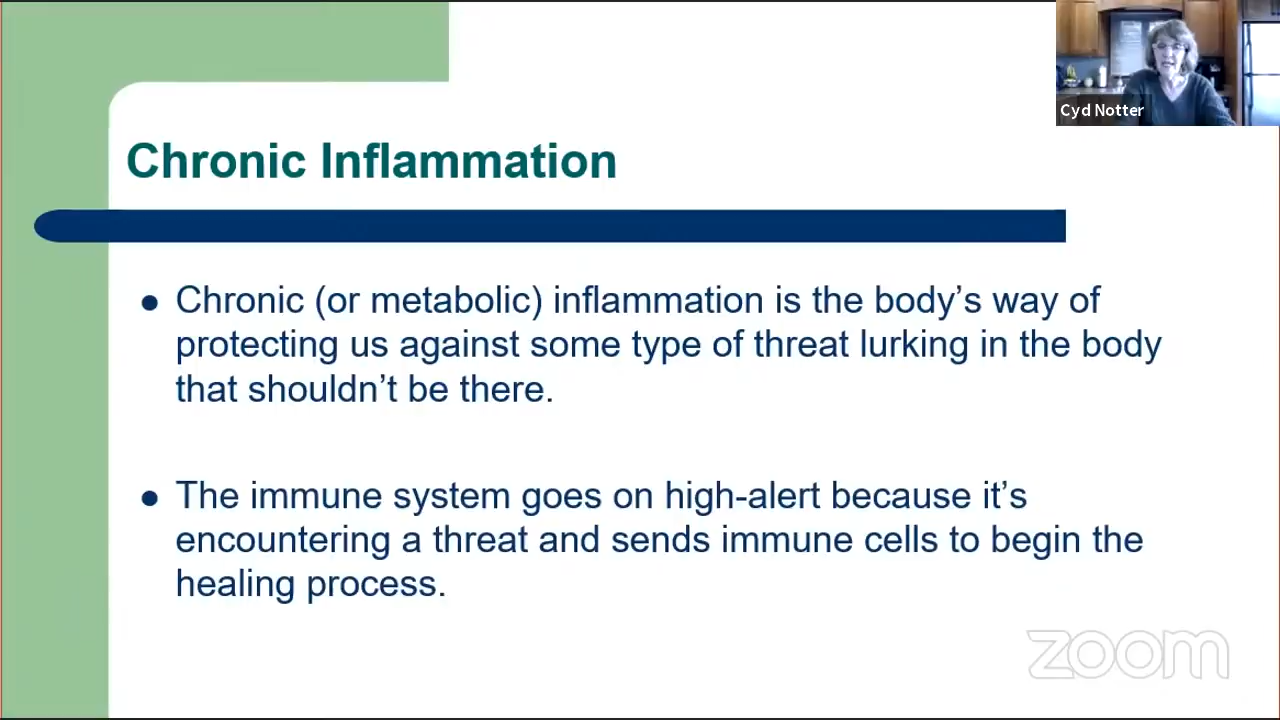 Cyd Notter
Chronic Inflammation
● Chronic (or metabolic) inflammation is the body’s way of
protecting us against some type of threat lurking in the body
that shouldn’t be there.
● The immune system goes on high-alert because it’s
encountering a threat and sends immune cells to begin the
healing process.
zoom